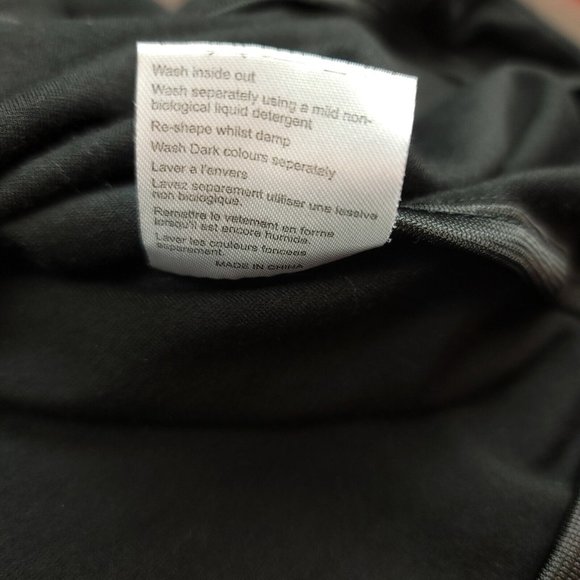 Wash inside out
Wash separately using a mild non-
biological liquid detergent
Re-shape whilst damp
Wash Dark colours seperately
Laver a l'envers
Lavez separement utiliser une lessive
non biologique.
Remettre le vetement en forme
lorsqu'il est encore humide.
Laver les couleurs foncees
separement.
MADE IN CHINA